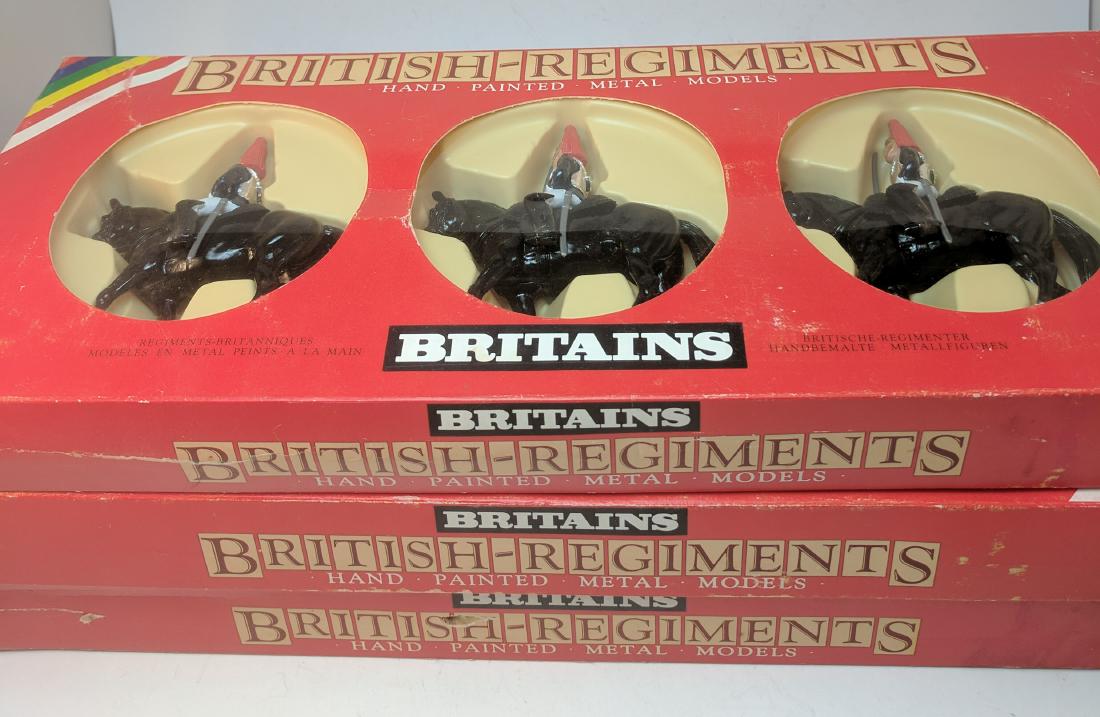 BRITISH-REGIMENTS
· HAND · PAINTED · METAL · MODELS ·
REGIMENTS-BRITANNIQUES
MODELES EN METAL PEINTS · A LA MAIN
BRITAINS
BRITISCHE-REGIMENTER
HANDBEMALTE · METALLFIGUREN
BRITAINS
BRITISH-REGIMENTS
· HAND · PAINTED · METAL · MODELS ·
BRITAINS
BRITISH-REGIMENTS
· HAND · PAINTED · METAL · MODELS ·
BRITAINS
BRITISH-REGIMENTS
· HAND · PAINTED · METAL · MODELS ·